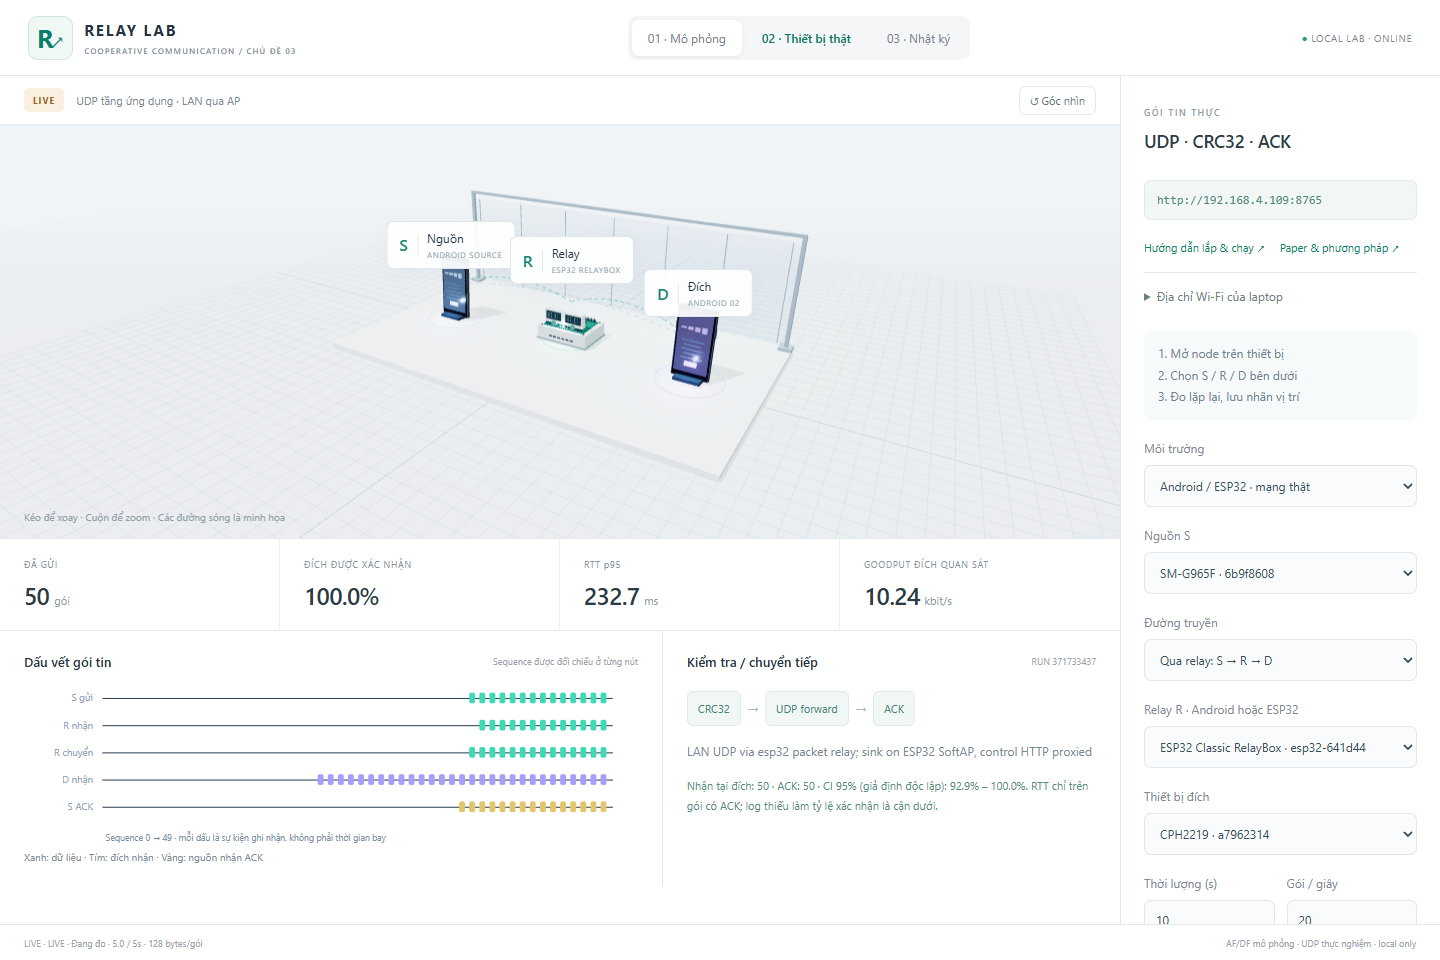 R↗
RELAY LAB
COOPERATIVE COMMUNICATION / CHỦ ĐỀ 03
01 · Mô phỏng
02 · Thiết bị thật
03 · Nhật ký
● LOCAL LAB · ONLINE
LIVE
UDP tầng ứng dụng · LAN qua AP
↺ Góc nhìn
S
Nguồn
ANDROID SOURCE
R
Relay
ESP32 RELAYBOX
D
Đích
ANDROID 02
Kéo để xoay · Cuộn để zoom · Các đường sóng là minh họa
ĐÃ GỬI
50 gói
ĐÍCH ĐƯỢC XÁC NHẬN
100.0%
RTT p95
232.7 ms
GOODPUT ĐÍCH QUAN SÁT
10.24 kbit/s
Dấu vết gói tin
Sequence được đối chiếu ở từng nút
S gửi
R nhận
R chuyển
D nhận
S ACK
Sequence 0 → 49 · mỗi dấu là sự kiện ghi nhận, không phải thời gian bay
Xanh: dữ liệu · Tím: đích nhận · Vàng: nguồn nhận ACK
Kiểm tra / chuyển tiếp
RUN 371733437
CRC32 → UDP forward → ACK
LAN UDP via esp32 packet relay; sink on ESP32 SoftAP, control HTTP proxied
Nhận tại đích: 50 · ACK: 50 · CI 95% (giả định độc lập): 92.9% – 100.0%. RTT chỉ trên
gói có ACK; log thiếu làm tỷ lệ xác nhận là cận dưới.
GÓI TIN THỰC
UDP · CRC32 · ACK
http://192.168.4.109:8765
Hướng dẫn lắp & chạy ↗
Paper & phương pháp ↗
▶ Địa chỉ Wi-Fi của laptop
1. Mở node trên thiết bị
2. Chọn S / R / D bên dưới
3. Đo lặp lại, lưu nhãn vị trí
Môi trường
Android / ESP32 · mạng thật
Nguồn S
SM-G965F · 6b9f8608
Đường truyền
Qua relay: S → R → D
Relay R · Android hoặc ESP32
ESP32 Classic RelayBox · esp32-641d44
Thiết bị đích
CPH2219 · a7962314
Thời lượng (s)
Gói / giây
10
20
LIVE · LIVE · Đang đo · 5.0 / 5s · 128 bytes/gói
AF/DF mô phỏng · UDP thực nghiệm · local only